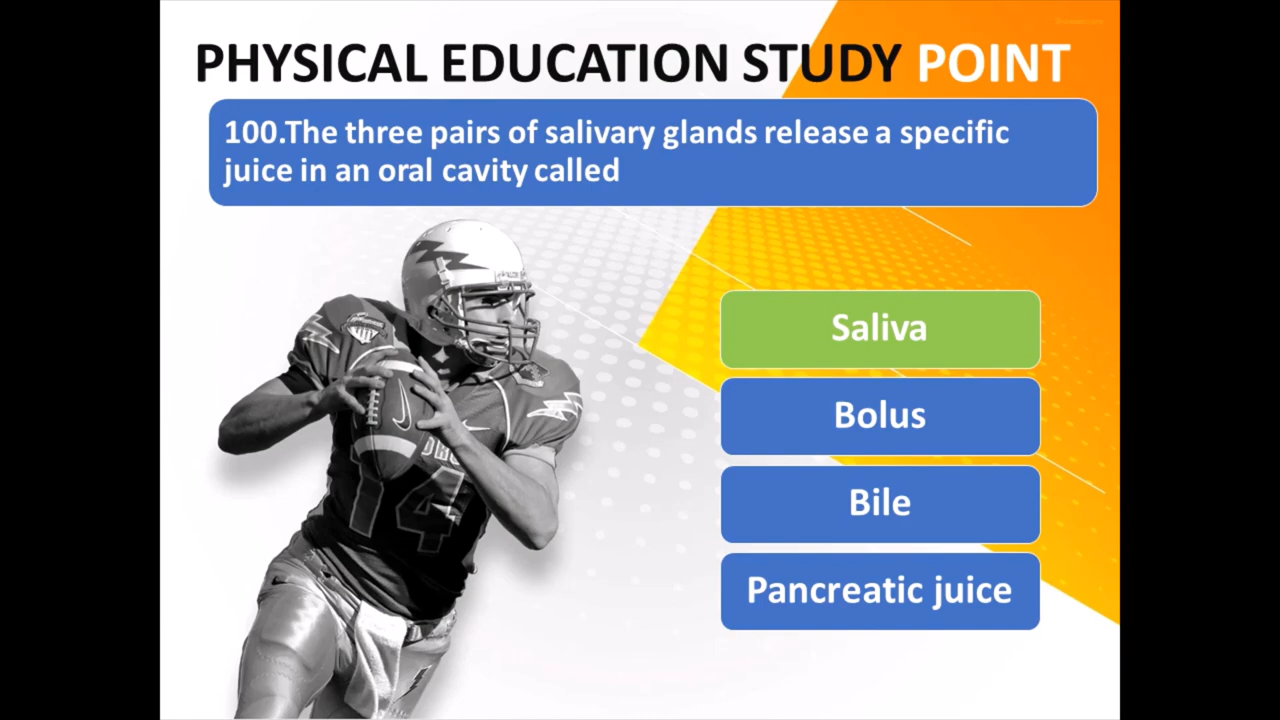 PHYSICAL EDUCATION STUDY POINT
100.The three pairs of salivary glands release a specific
juice in an oral cavity called
Saliva
Bolus
Bile
Pancreatic juice
14